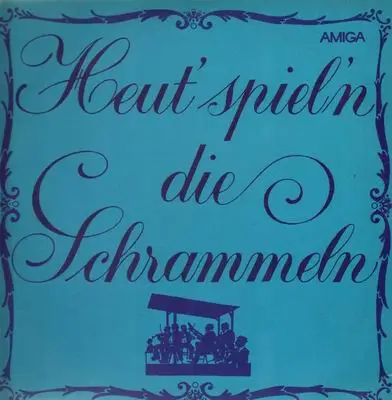 AMIGA
Heut' spiel'n
die
Schrammeln